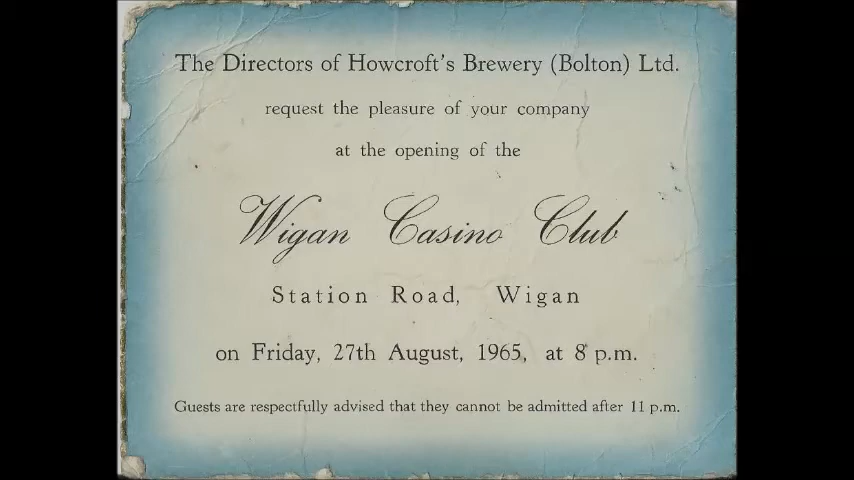 The Directors of Howcroft's Brewery (Bolton) Ltd.
request the pleasure of your company
at the opening of the
Wigan Casino Club
Station Road, Wigan
on Friday, 27th August, 1965, at 8 p.m.
Guests are respectfully advised that they cannot be admitted after 11 p.m.